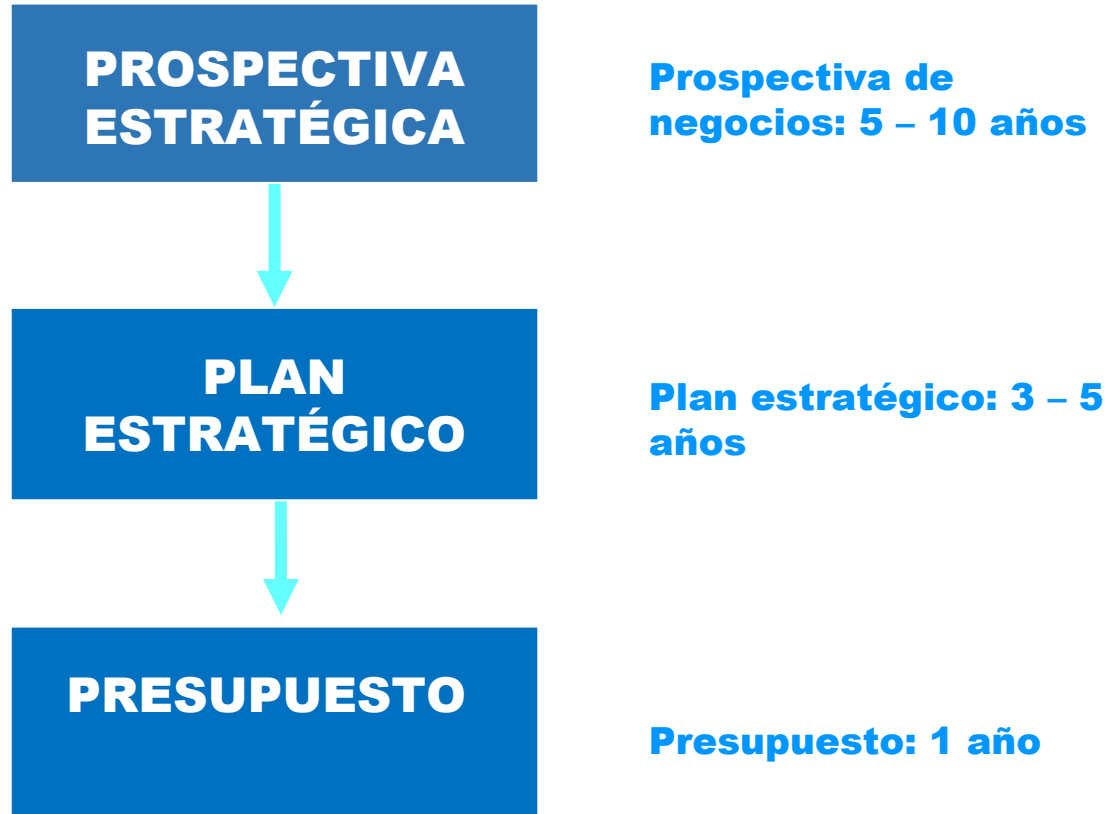 PROSPECTIVA
ESTRATÉGICA
Prospectiva de
negocios: 5 – 10 años
PLAN
ESTRATÉGICO
Plan estratégico: 3 – 5
años
PRESUPUESTO
Presupuesto: 1 año